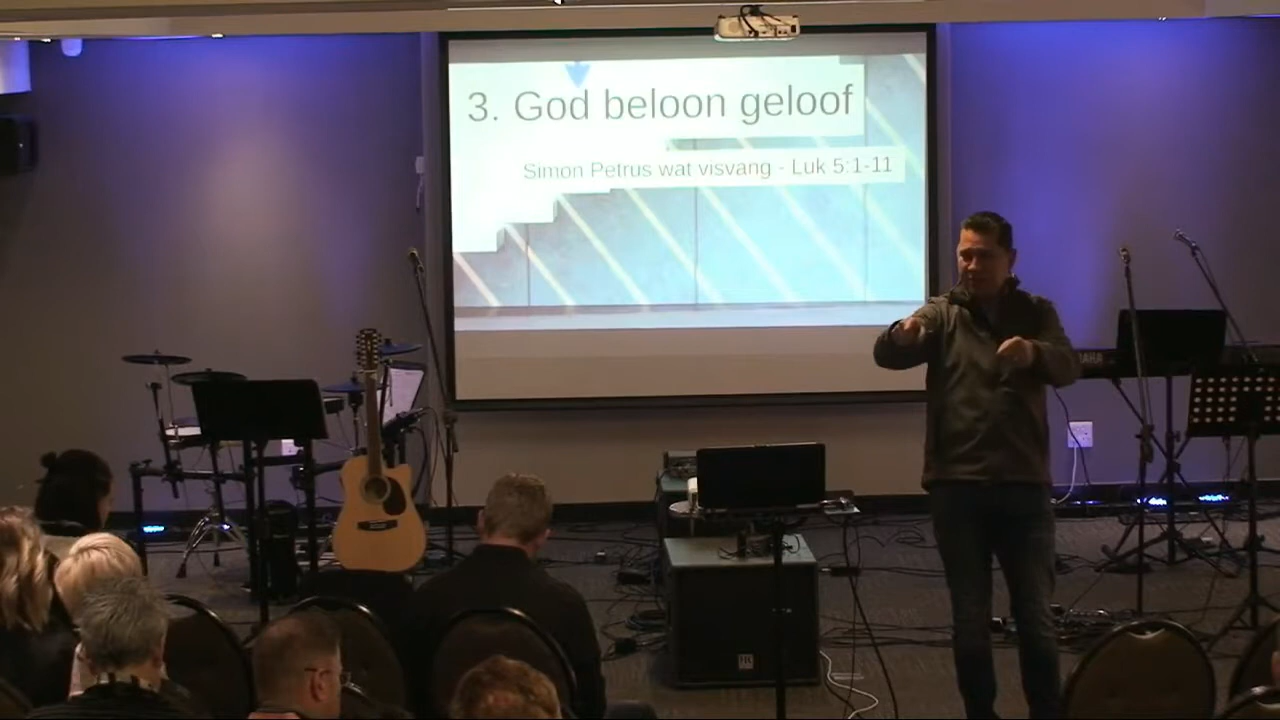 3. God beloon geloof
Simon Petrus wat visvang - Luk 5:1-11